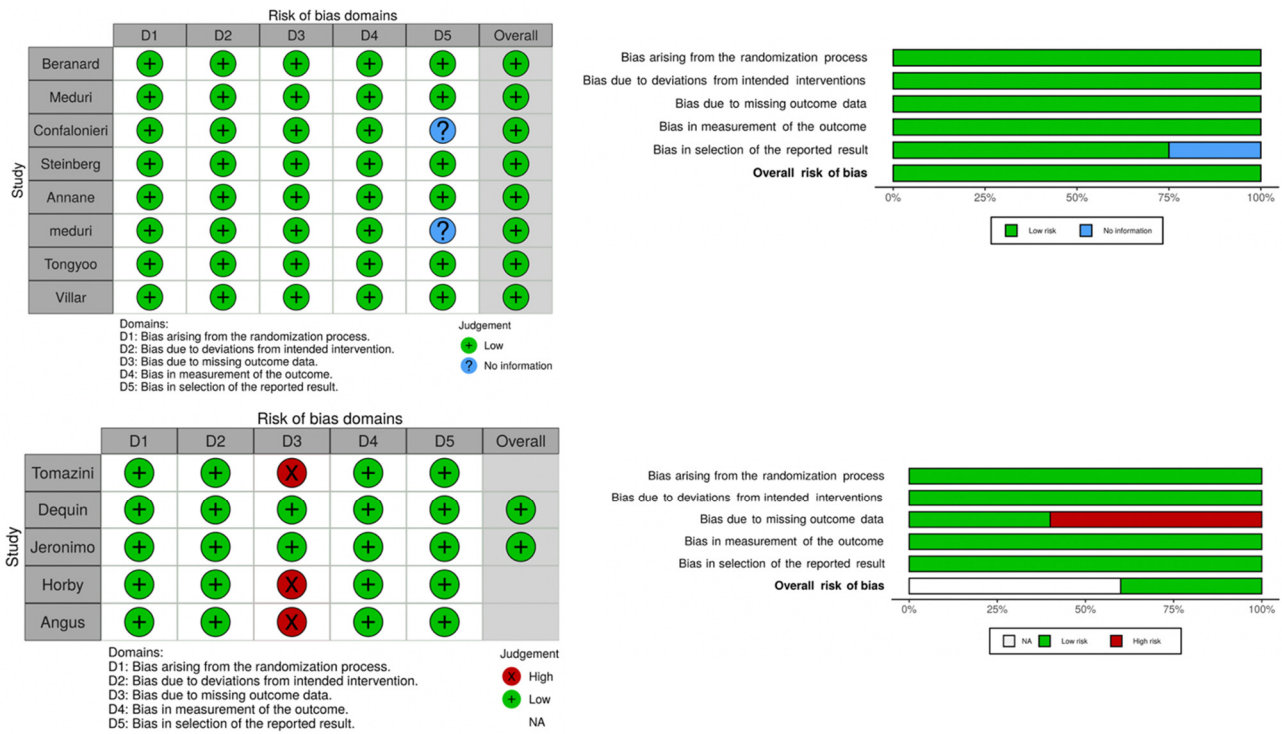 Risk of bias domains
D1 D2 D3 D4 D5 Overall
Study
Beranard + + + + + +
Meduri + + + + + +
Confalonieri + + + + ? +
Steinberg + + + + + +
Annane + + + + + +
meduri + + + + ? +
Tongyoo + + + + + +
Villar + + + + + +
Domains:
D1: Bias arising from the randomization process.
D2: Bias due to deviations from intended intervention.
D3: Bias due to missing outcome data.
D4: Bias in measurement of the outcome.
D5: Bias in selection of the reported result.
Judgement
+ Low
? No information
Bias arising from the randomization process
Bias due to deviations from intended interventions
Bias due to missing outcome data
Bias in measurement of the outcome
Bias in selection of the reported result
Overall risk of bias
0% 25% 50% 75% 100%
Low risk No information
Risk of bias domains
D1 D2 D3 D4 D5 Overall
Study
Tomazini + + X + +
Dequin + + + + + +
Jeronimo + + + + + +
Horby + + X + +
Angus + + X + +
Domains:
D1: Bias arising from the randomization process.
D2: Bias due to deviations from intended intervention.
D3: Bias due to missing outcome data.
D4: Bias in measurement of the outcome.
D5: Bias in selection of the reported result.
Judgement
X High
+ Low
NA
Bias arising from the randomization process
Bias due to deviations from intended interventions
Bias due to missing outcome data
Bias in measurement of the outcome
Bias in selection of the reported result
Overall risk of bias
0% 25% 50% 75% 100%
NA Low risk High risk